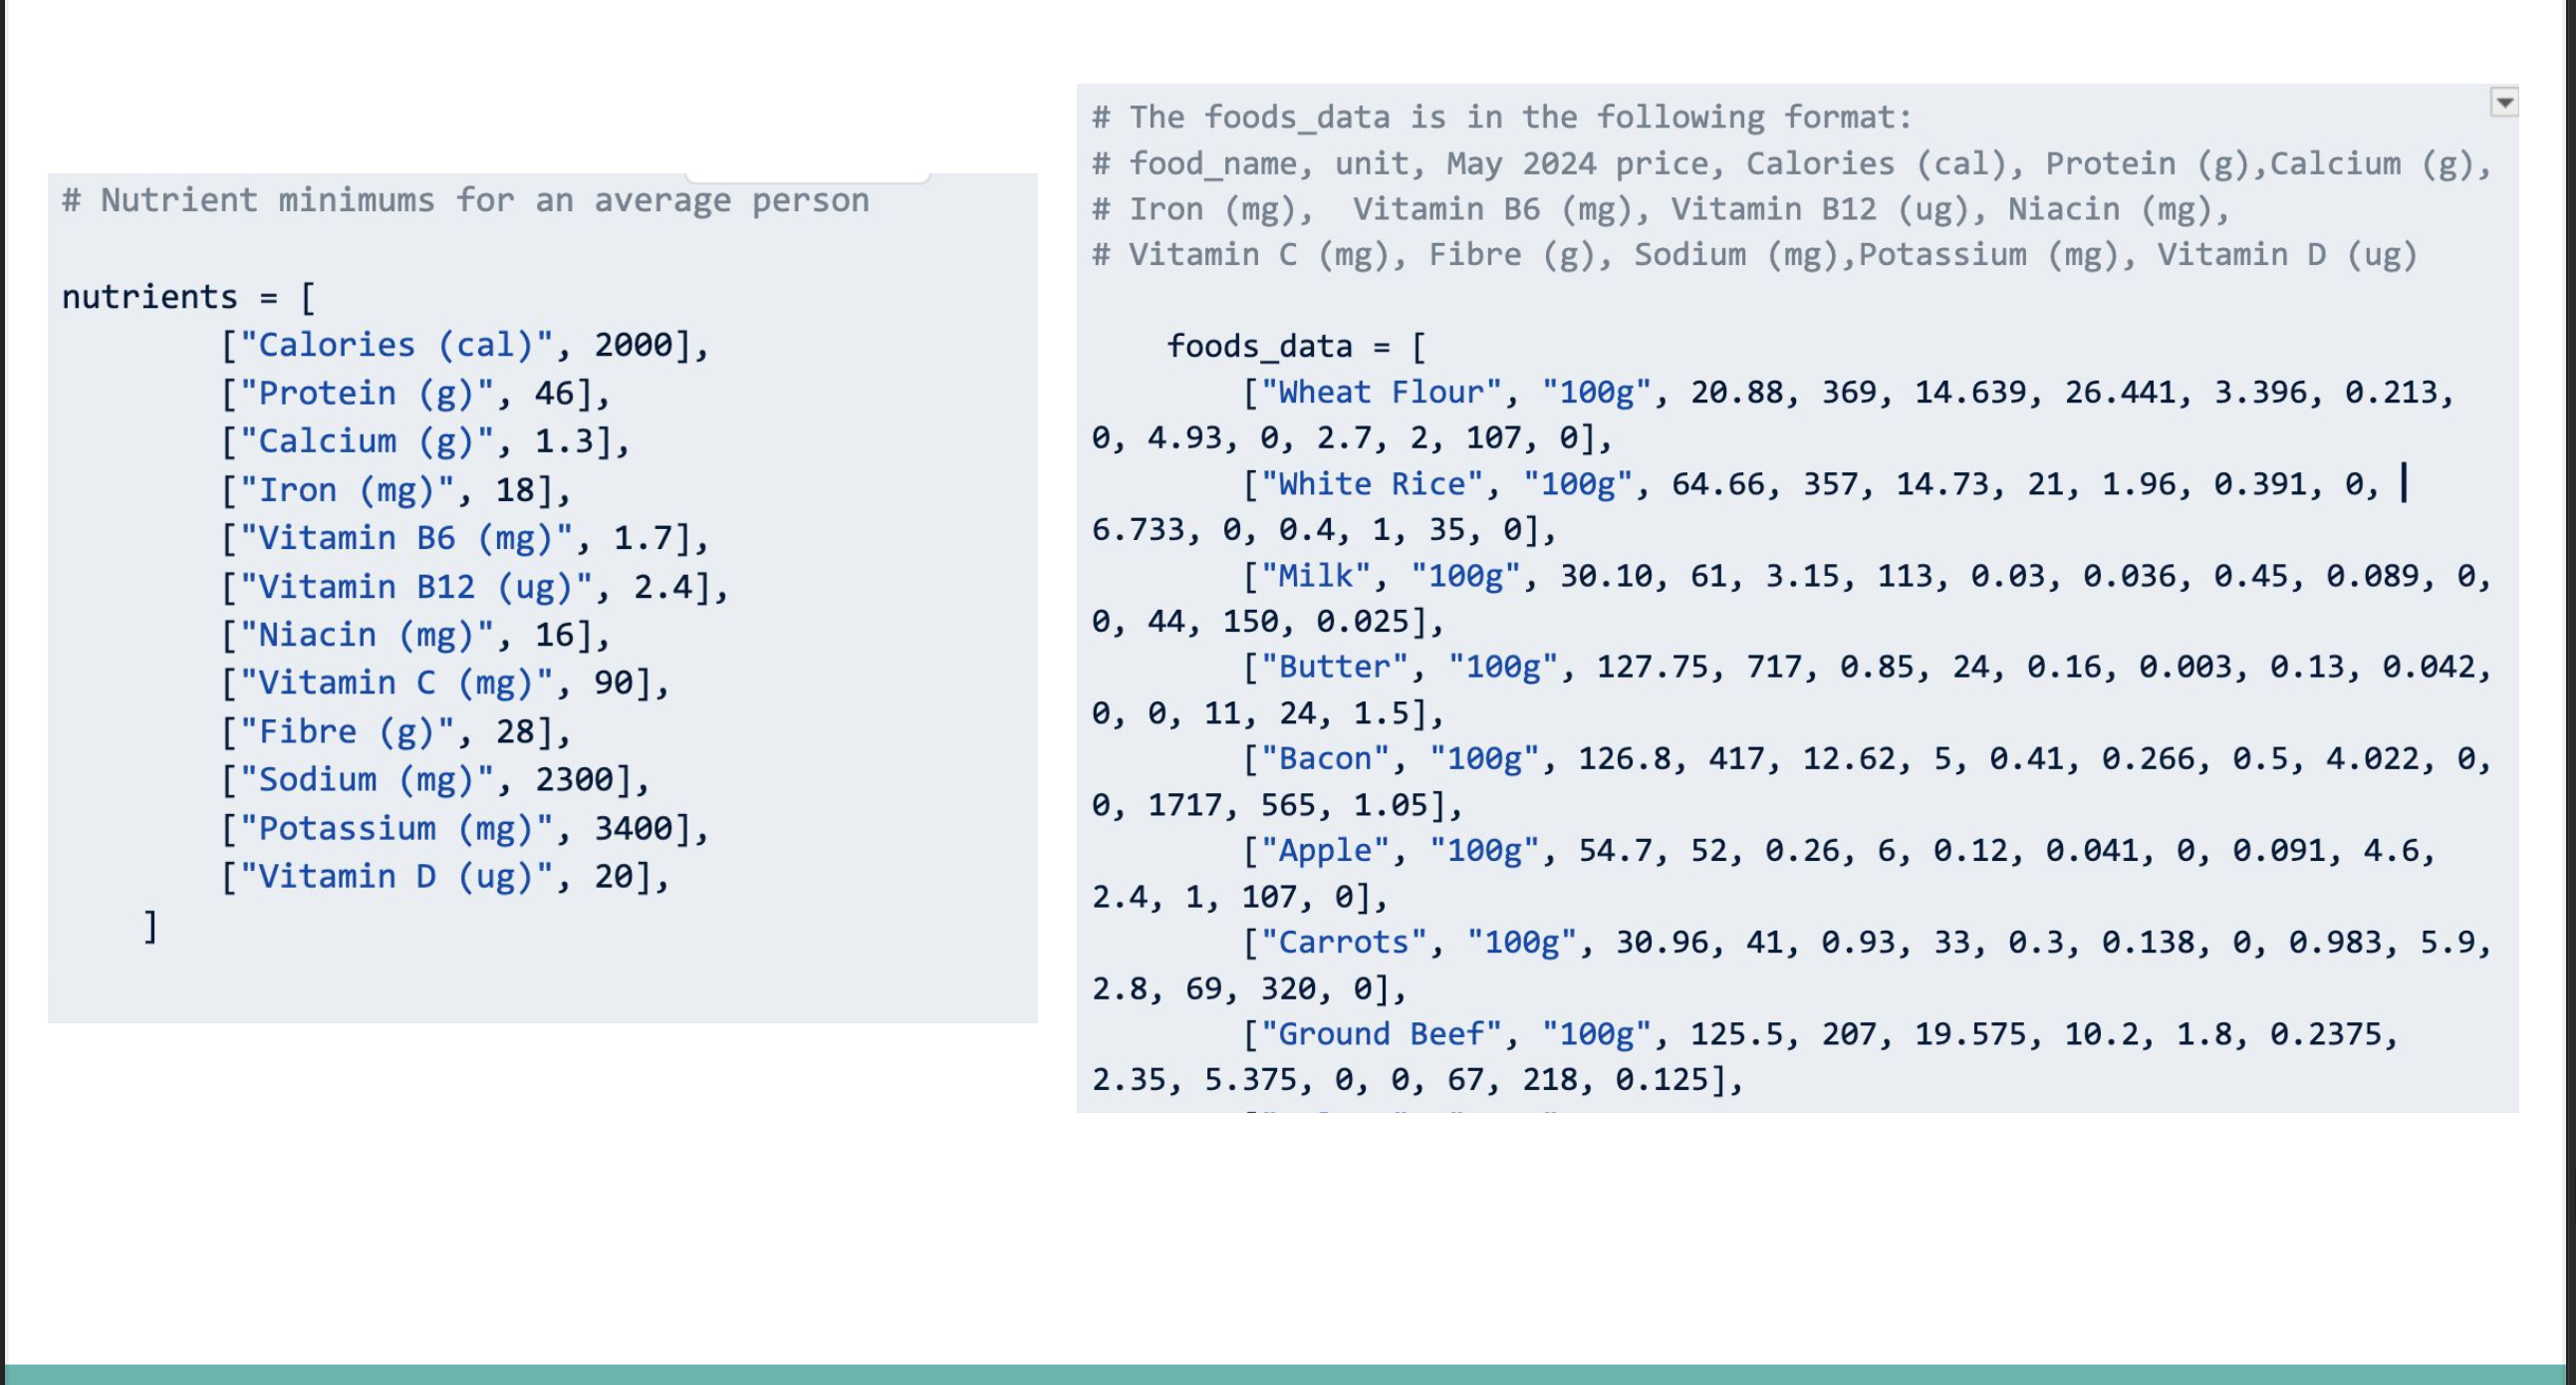 # Nutrient minimums for an average person
nutrients = [
["Calories (cal)", 2000],
["Protein (g)", 46],
["Calcium (g)", 1.3],
["Iron (mg)", 18],
["Vitamin B6 (mg)", 1.7],
["Vitamin B12 (ug)", 2.4],
["Niacin (mg)", 16],
["Vitamin C (mg)", 90],
["Fibre (g)", 28],
["Sodium (mg)", 2300],
["Potassium (mg)", 3400],
["Vitamin D (ug)", 20],
]
# The foods_data is in the following format:
# food_name, unit, May 2024 price, Calories (cal), Protein (g),Calcium (g),
# Iron (mg),  Vitamin B6 (mg), Vitamin B12 (ug), Niacin (mg),
# Vitamin C (mg), Fibre (g), Sodium (mg),Potassium (mg), Vitamin D (ug)
foods_data = [
["Wheat Flour", "100g", 20.88, 369, 14.639, 26.441, 3.396, 0.213,
0, 4.93, 0, 2.7, 2, 107, 0],
["White Rice", "100g", 64.66, 357, 14.73, 21, 1.96, 0.391, 0,
6.733, 0, 0.4, 1, 35, 0],
["Milk", "100g", 30.10, 61, 3.15, 113, 0.03, 0.036, 0.45, 0.089, 0,
0, 44, 150, 0.025],
["Butter", "100g", 127.75, 717, 0.85, 24, 0.16, 0.003, 0.13, 0.042,
0, 0, 11, 24, 1.5],
["Bacon", "100g", 126.8, 417, 12.62, 5, 0.41, 0.266, 0.5, 4.022, 0,
0, 1717, 565, 1.05],
["Apple", "100g", 54.7, 52, 0.26, 6, 0.12, 0.041, 0, 0.091, 4.6,
2.4, 1, 107, 0],
["Carrots", "100g", 30.96, 41, 0.93, 33, 0.3, 0.138, 0, 0.983, 5.9,
2.8, 69, 320, 0],
["Ground Beef", "100g", 125.5, 207, 19.575, 10.2, 1.8, 0.2375,
2.35, 5.375, 0, 0, 67, 218, 0.125],